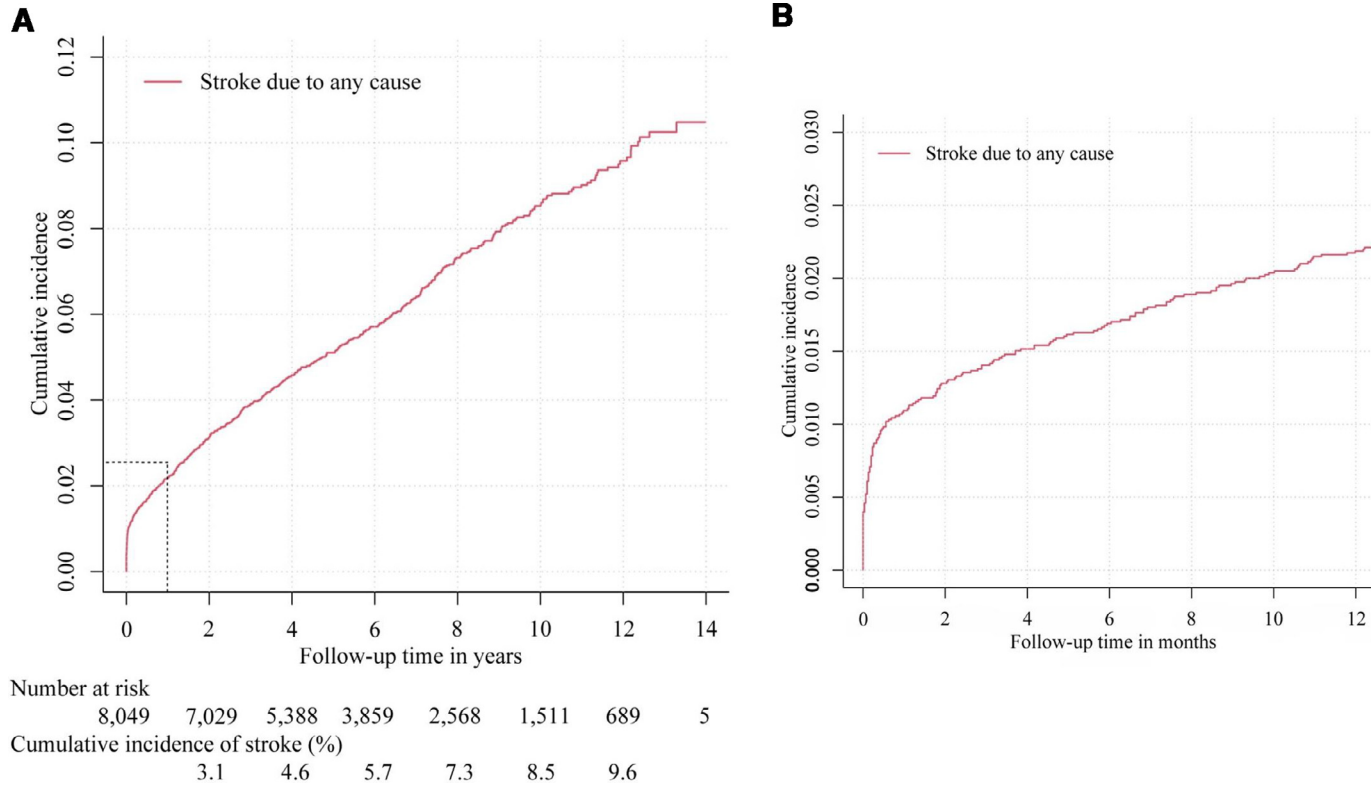 A
Stroke due to any cause
Cumulative incidence
0.12
0.10
0.08
0.06
0.04
0.02
0.00
0 2 4 6 8 10 12 14
Follow-up time in years
Number at risk
8,049 7,029 5,388 3,859 2,568 1,511 689 5
Cumulative incidence of stroke (%)
3.1 4.6 5.7 7.3 8.5 9.6
B
Stroke due to any cause
Cumulative incidence
0.030
0.025
0.020
0.015
0.010
0.005
0.000
0 2 4 6 8 10 12
Follow-up time in months